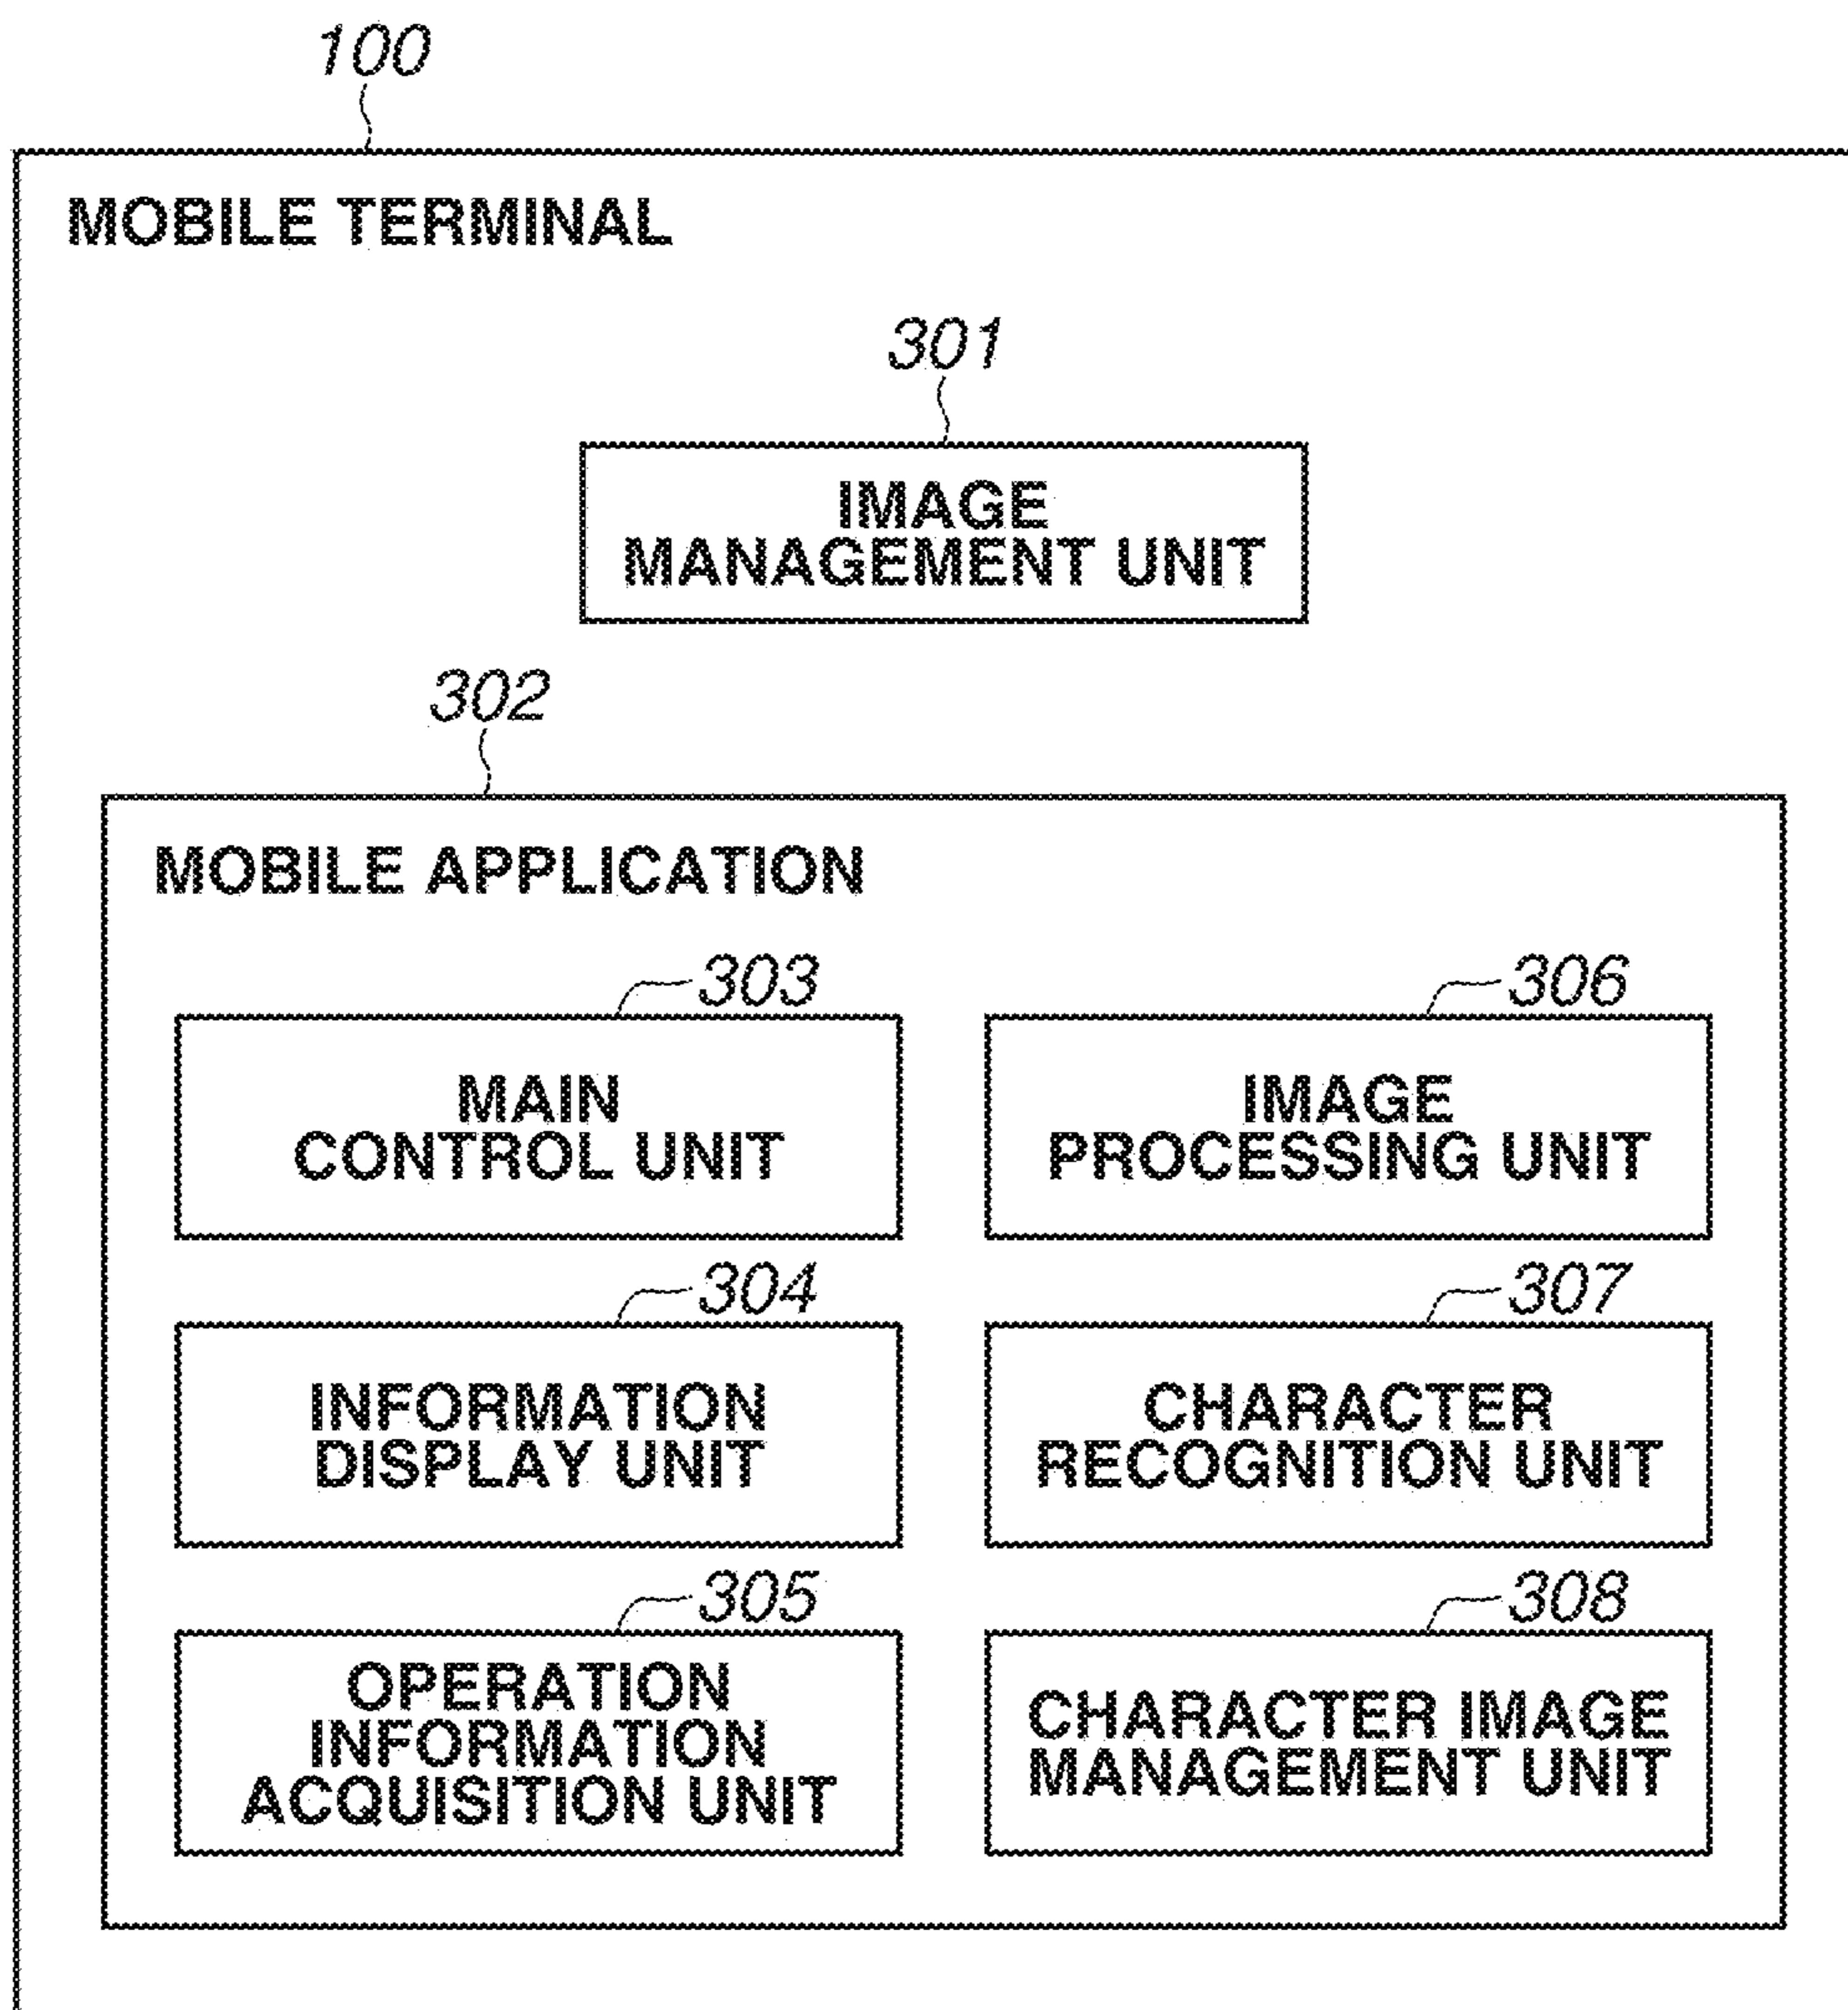 100
MOBILE TERMINAL
301
IMAGE
MANAGEMENT UNIT
302
MOBILE APPLICATION
303
MAIN
CONTROL UNIT
304
INFORMATION
DISPLAY UNIT
305
OPERATION
INFORMATION
ACQUISITION UNIT
306
IMAGE
PROCESSING UNIT
307
CHARACTER
RECOGNITION UNIT
308
CHARACTER IMAGE
MANAGEMENT UNIT